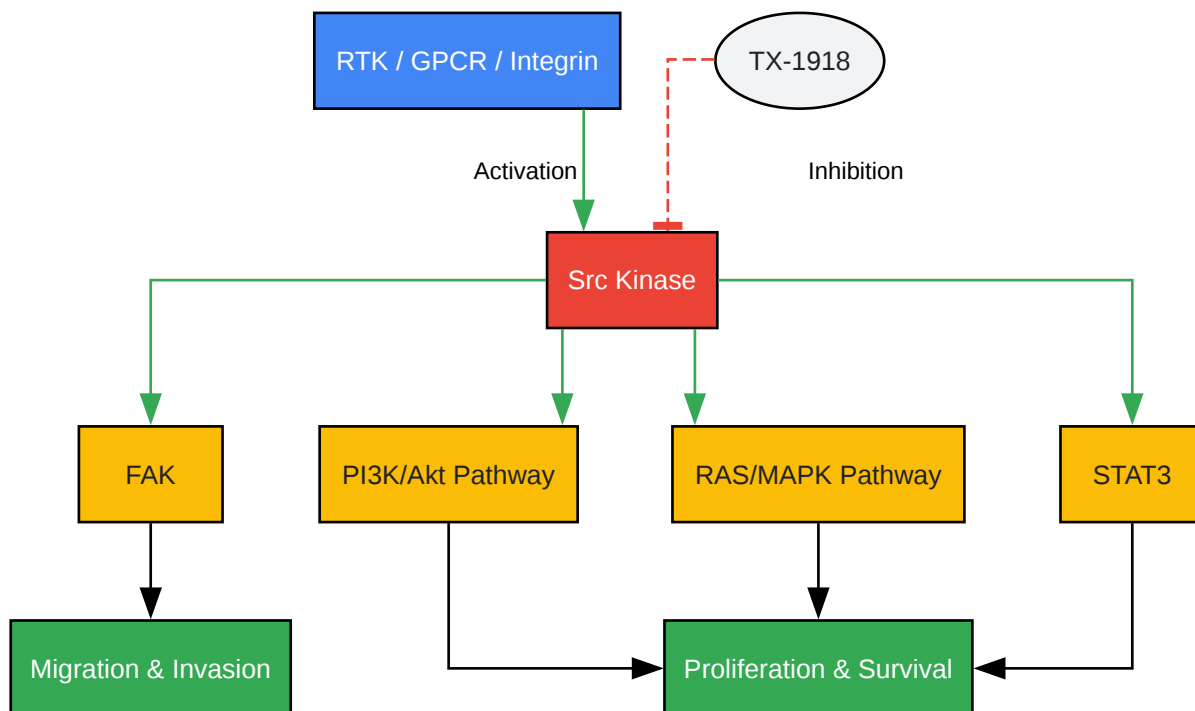 RTK / GPCR / Integrin
TX-1918
Activation
Inhibition
Src Kinase
FAK
PI3K/Akt Pathway
RAS/MAPK Pathway
STAT3
Migration & Invasion
Proliferation & Survival